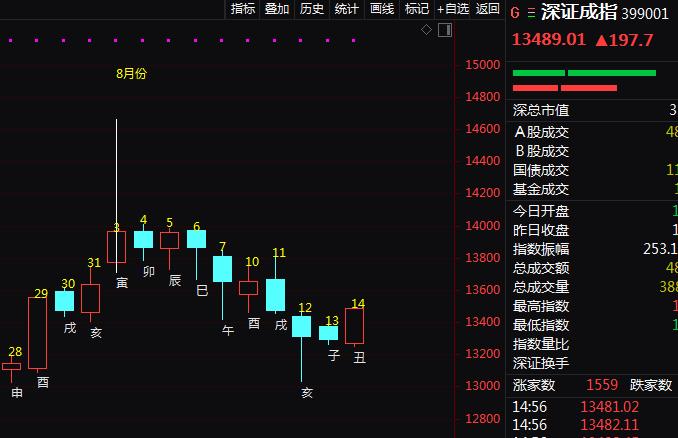 指标 叠加 历史 统计 画线 标记 +自选 返回
G 深证成指 399001
13489.01 ▲197.7
8月份
15000
14800
14600
14400
14200
14000
13800
13600
13400
13200
13000
12800
28 29 30 31 3 4 5 6 7 10 11 12 13 14
申 酉 戌 亥 寅 卯 辰 巳 午 酉 戌 亥 子 丑
深总市值 3
A股成交 48
B股成交
国债成交 11
基金成交 1
今日开盘 1
昨日收盘 1
指数振幅 253.1
总成交额 48
总成交量 388
最高指数 1
最低指数 1
指数量比
深证换手
涨家数 1559 跌家数
14:56 13481.02
14:56 13482.11